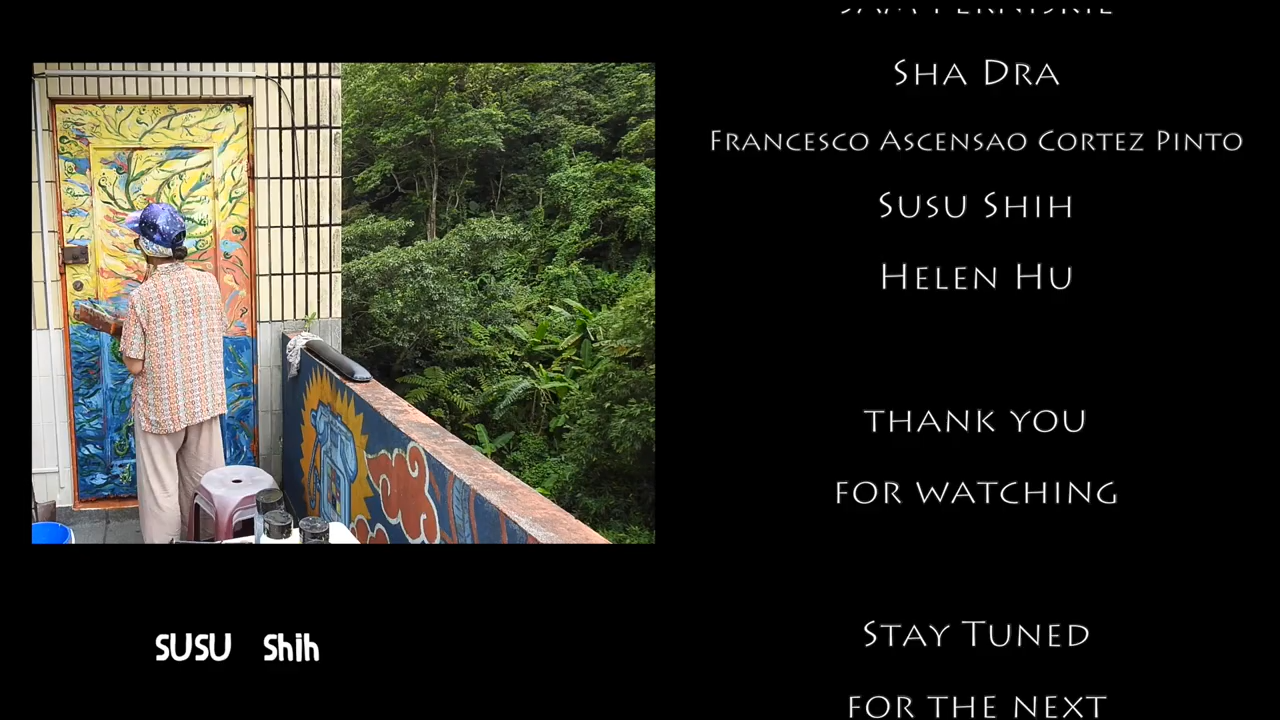 SHA DRA
FRANCESCO ASCENSAO CORTEZ PINTO
SUSU SHIH
HELEN HU
THANK YOU
FOR WATCHING
STAY TUNED
FOR THE NEXT
SUSU Shih